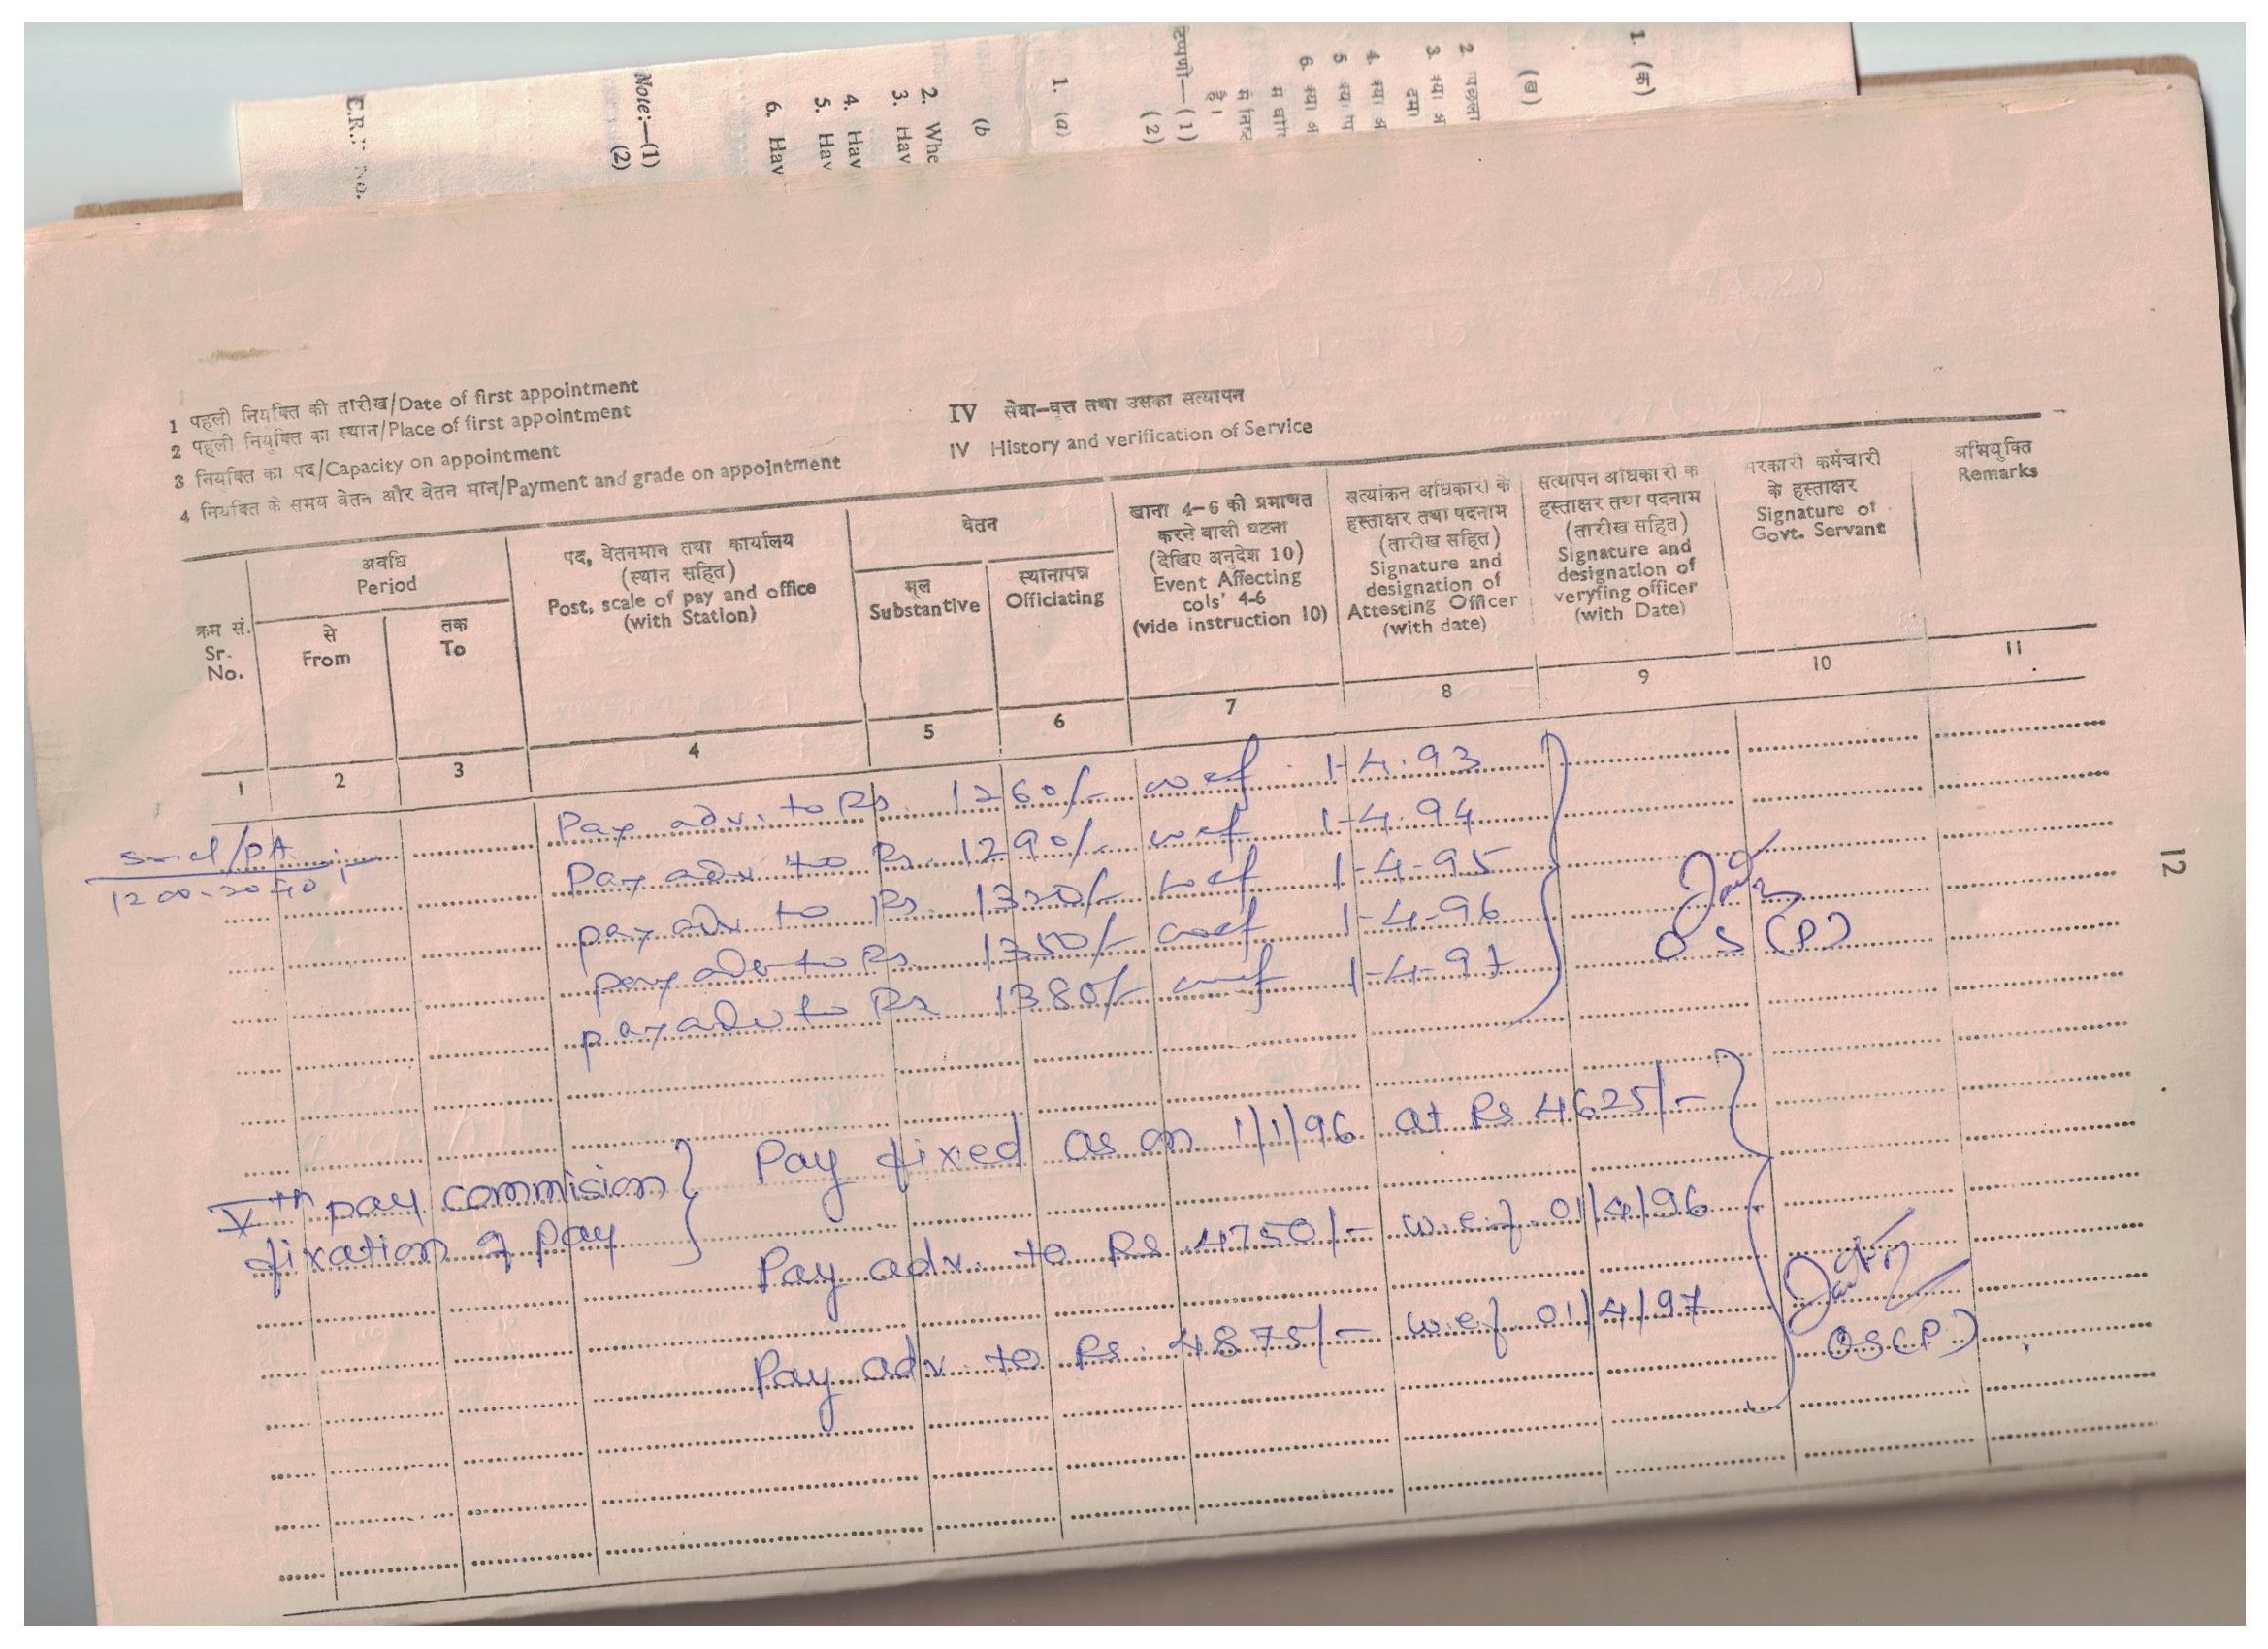 1. (क)
(ख)
2 पिछला
3. क्या अ
4. क्या अ
5 क्या प
6. क्या अ
टिप्पणी—(1)
(2)
1. (a)
(b
2. Whe
3. Hav
4. Hav
5. Hav
6. Hav
Note:—(1)
(2)
1 पहली नियुक्ति की तारीख/Date of first appointment
2 पहली नियुक्ति का स्थान/Place of first appointment
3 नियुक्ति का पद/Capacity on appointment
4 नियुक्ति के समय वेतन और वेतन मान/Payment and grade on appointment
IV सेवा-वृत्त तथा उसका सत्यापन
IV History and verification of Service
क्रम सं.
Sr.
No.
अवधि
Period
से
From
तक
To
पद, वेतनमान तथा कार्यालय
(स्थान सहित)
Post, scale of pay and office
(with Station)
वेतन
मूल
Substantive
स्थानापन्न
Officiating
खाना 4-6 को प्रमाणित
करने वाली घटना
(देखिए अनुदेश 10)
Event Affecting
cols' 4-6
(vide instruction 10)
सत्यांकन अधिकारी के
हस्ताक्षर तथा पदनाम
(तारीख सहित)
Signature and
designation of
Attesting Officer
(with date)
सत्यापन अधिकारी के
हस्ताक्षर तथा पदनाम
(तारीख सहित)
Signature and
designation of
veryfing officer
(with Date)
सरकारी कर्मचारी
के हस्ताक्षर
Signature of
Govt. Servant
अभियुक्ति
Remarks
1 2 3 4 5 6 7 8 9 10 11
Pay adv. to Rs. 1260/- wef 1-4.93
/PA
1200-2040
Pay adv to Rs. 1290/- wef 1-4.94
pay adv to Rs. 1320/- wef 1-4-95
pay adv to Rs. 1350/- wef 1-4-96
pay adv to Rs 1380/- wef 1-4-97
O S (P)
Vth pay commision
fixation of pay
Pay fixed as on 1/1/96 at Rs 4625/-
Pay adv. to Rs 4750/- w.e.f. 01/4/96
Pay adv. to Rs. 4875/- w.e.f. 01/4/97
OS(P)
12